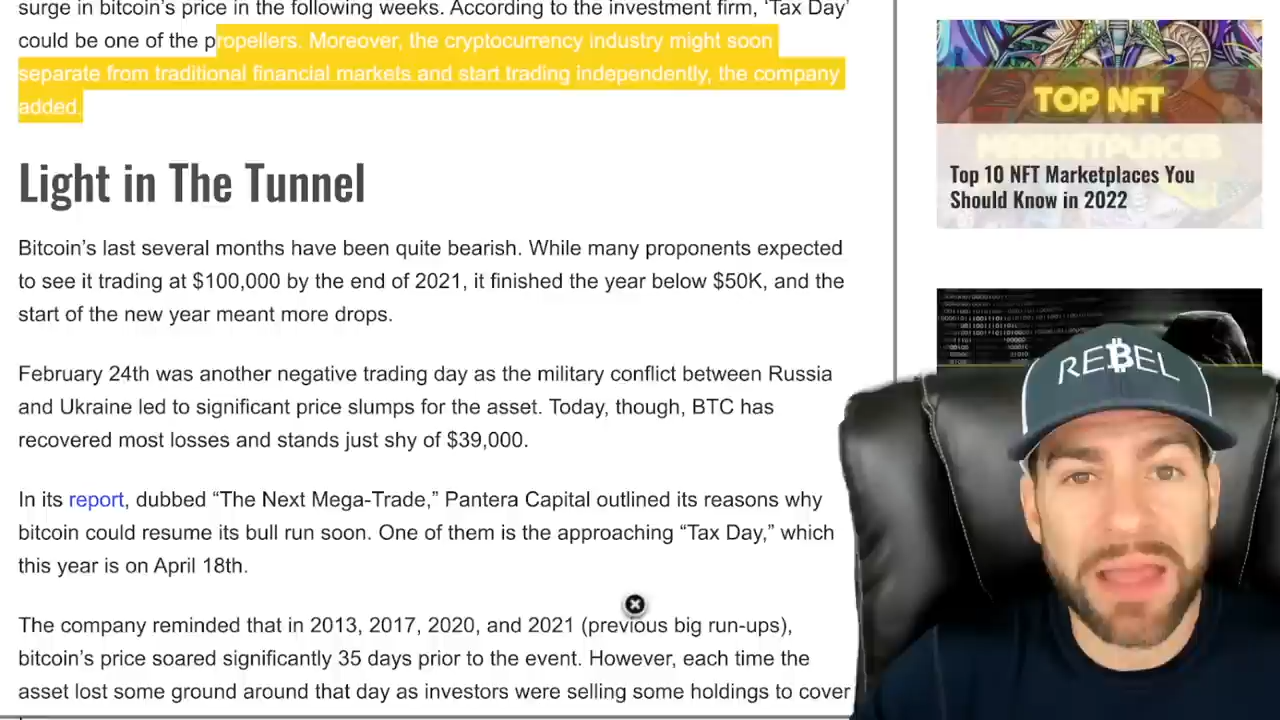 surge in bitcoin's price in the following weeks. According to the investment firm, ‘Tax Day’
could be one of the propellers. Moreover, the cryptocurrency industry might soon
separate from traditional financial markets and start trading independently, the company
added.
Light in The Tunnel
Bitcoin’s last several months have been quite bearish. While many proponents expected
to see it trading at $100,000 by the end of 2021, it finished the year below $50K, and the
start of the new year meant more drops.
February 24th was another negative trading day as the military conflict between Russia
and Ukraine led to significant price slumps for the asset. Today, though, BTC has
recovered most losses and stands just shy of $39,000.
In its report, dubbed “The Next Mega-Trade,” Pantera Capital outlined its reasons why
bitcoin could resume its bull run soon. One of them is the approaching “Tax Day,” which
this year is on April 18th.
The company reminded that in 2013, 2017, 2020, and 2021 (previous big run-ups),
bitcoin’s price soared significantly 35 days prior to the event. However, each time the
asset lost some ground around that day as investors were selling some holdings to cover
TOP NFT
MARKETPLACES
Top 10 NFT Marketplaces You
Should Know in 2022
RE₿EL